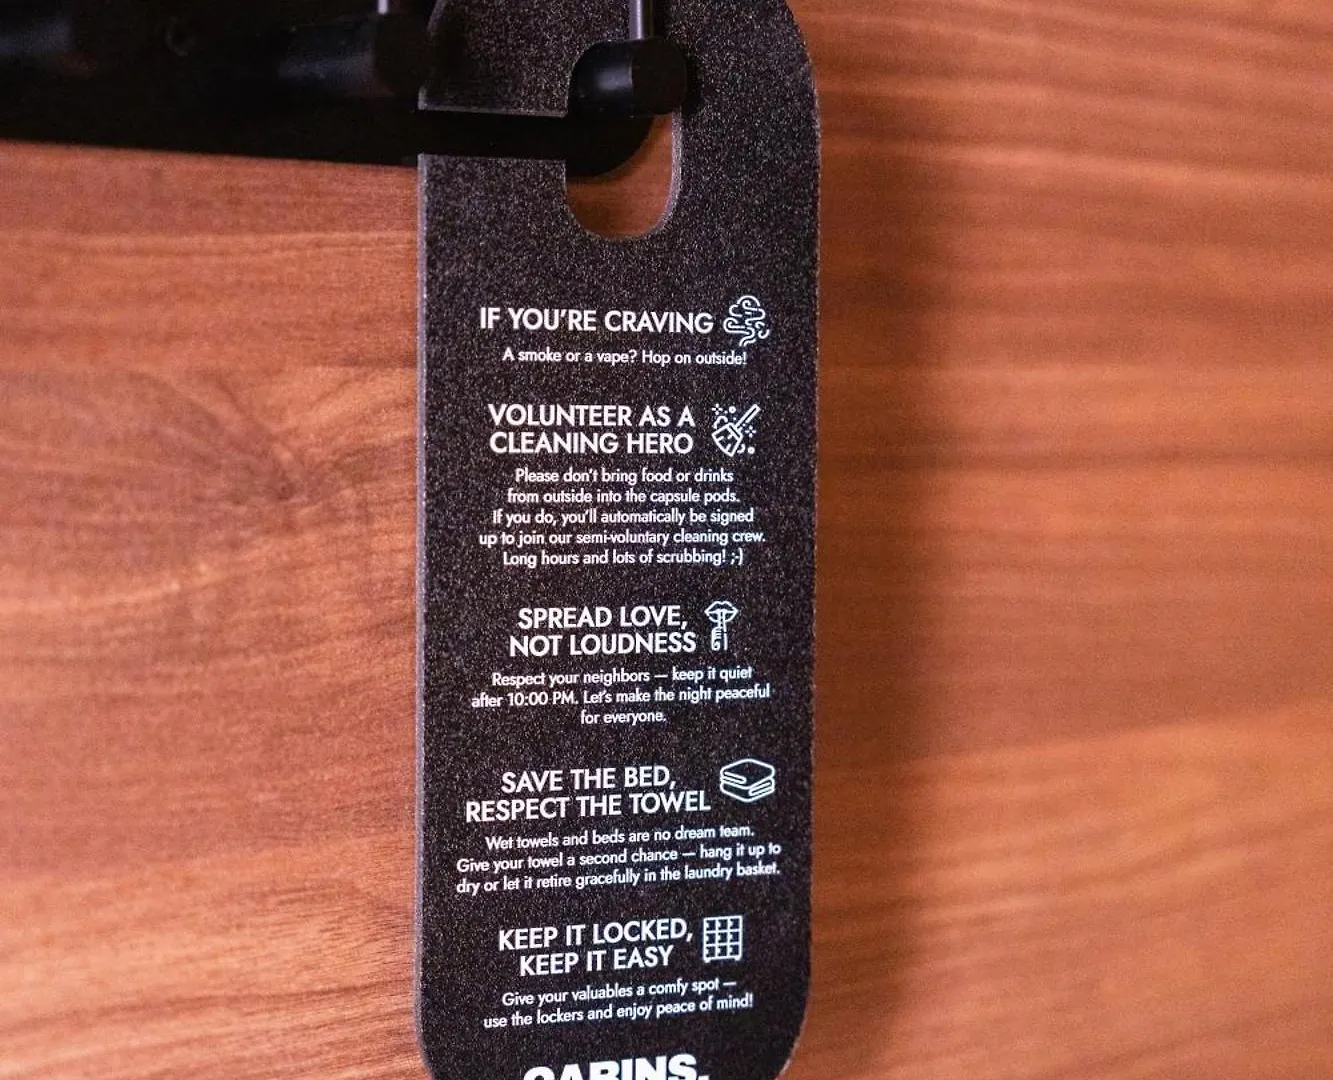 IF YOU'RE CRAVING
A smoke or a vape? Hop on outside!
VOLUNTEER AS A
CLEANING HERO
Please don't bring food or drinks
from outside into the capsule pods.
If you do, you'll automatically be signed
up to join our semi-voluntary cleaning crew.
Long hours and lots of scrubbing! ;-)
SPREAD LOVE,
NOT LOUDNESS
Respect your neighbors — keep it quiet
after 10:00 PM. Let's make the night peaceful
for everyone.
SAVE THE BED,
RESPECT THE TOWEL
Wet towels and beds are no dream team.
Give your towel a second chance — hang it up to
dry or let it retire gracefully in the laundry basket.
KEEP IT LOCKED,
KEEP IT EASY
Give your valuables a comfy spot —
use the lockers and enjoy peace of mind!
CABINS.